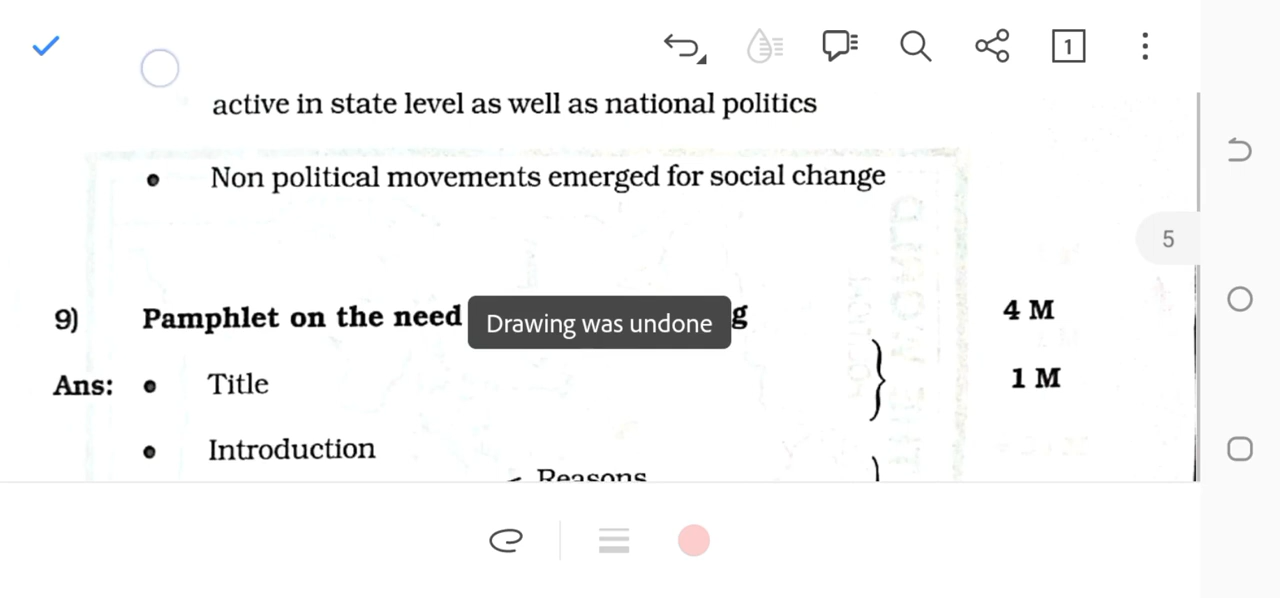 1
active in state level as well as national politics
• Non political movements emerged for social change
5
9) Pamphlet on the need g 4 M
Drawing was undone
Ans: • Title 1 M
• Introduction
Reasons